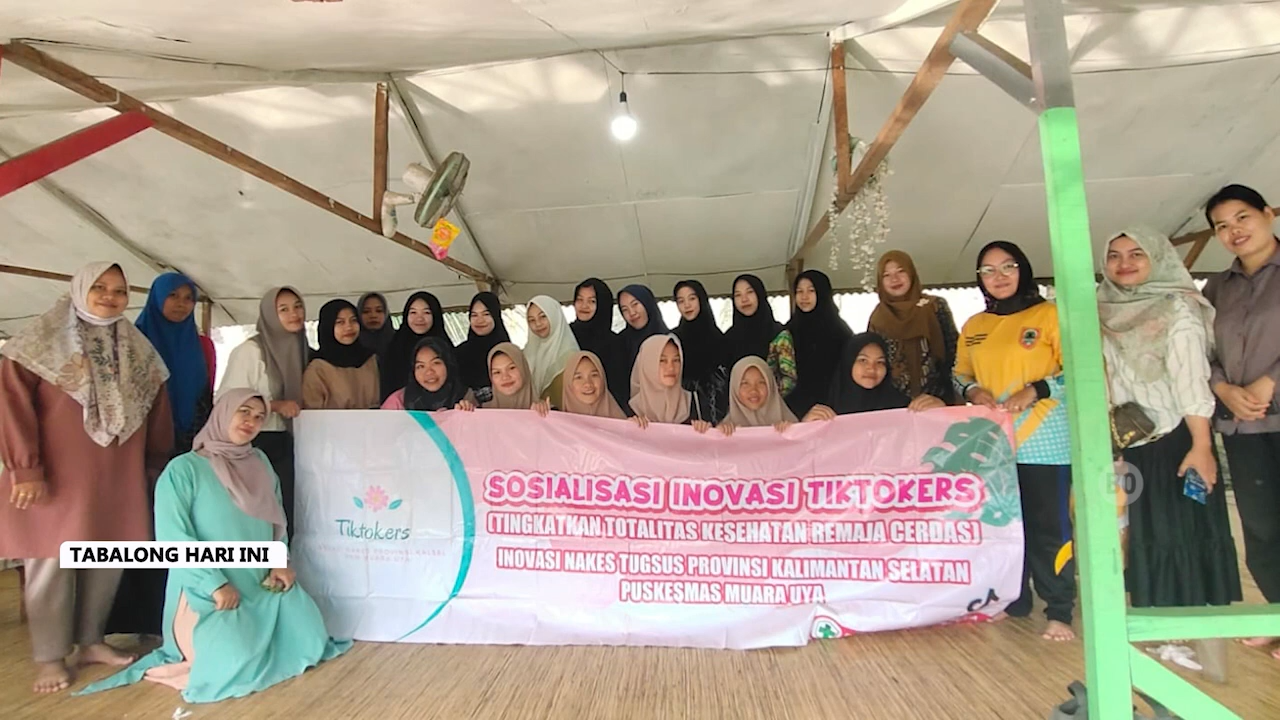 SOSIALISASI INOVASI TIKTOKERS
(TINGKATKAN TOTALITAS KESEHATAN REMAJA CERDAS)
INOVASI NAKES TUGSUS PROVINSI KALIMANTAN SELATAN
PUSKESMAS MUARA UYA
Tiktokers
TABALONG HARI INI